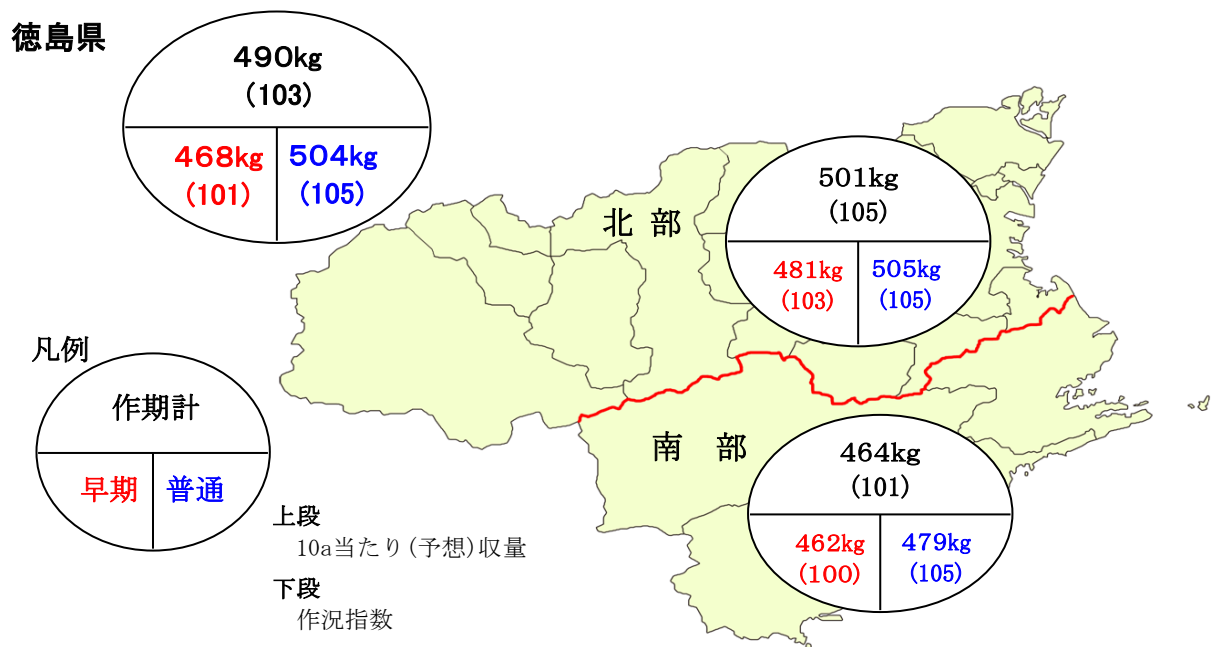 徳島県
490kg
(103)
468kg
(101)
504kg
(105)
北 部
501kg
(105)
481kg
(103)
505kg
(105)
凡例
作期計
早期
普通
上段
10a当たり(予想)収量
下段
作況指数
南 部
464kg
(101)
462kg
(100)
479kg
(105)